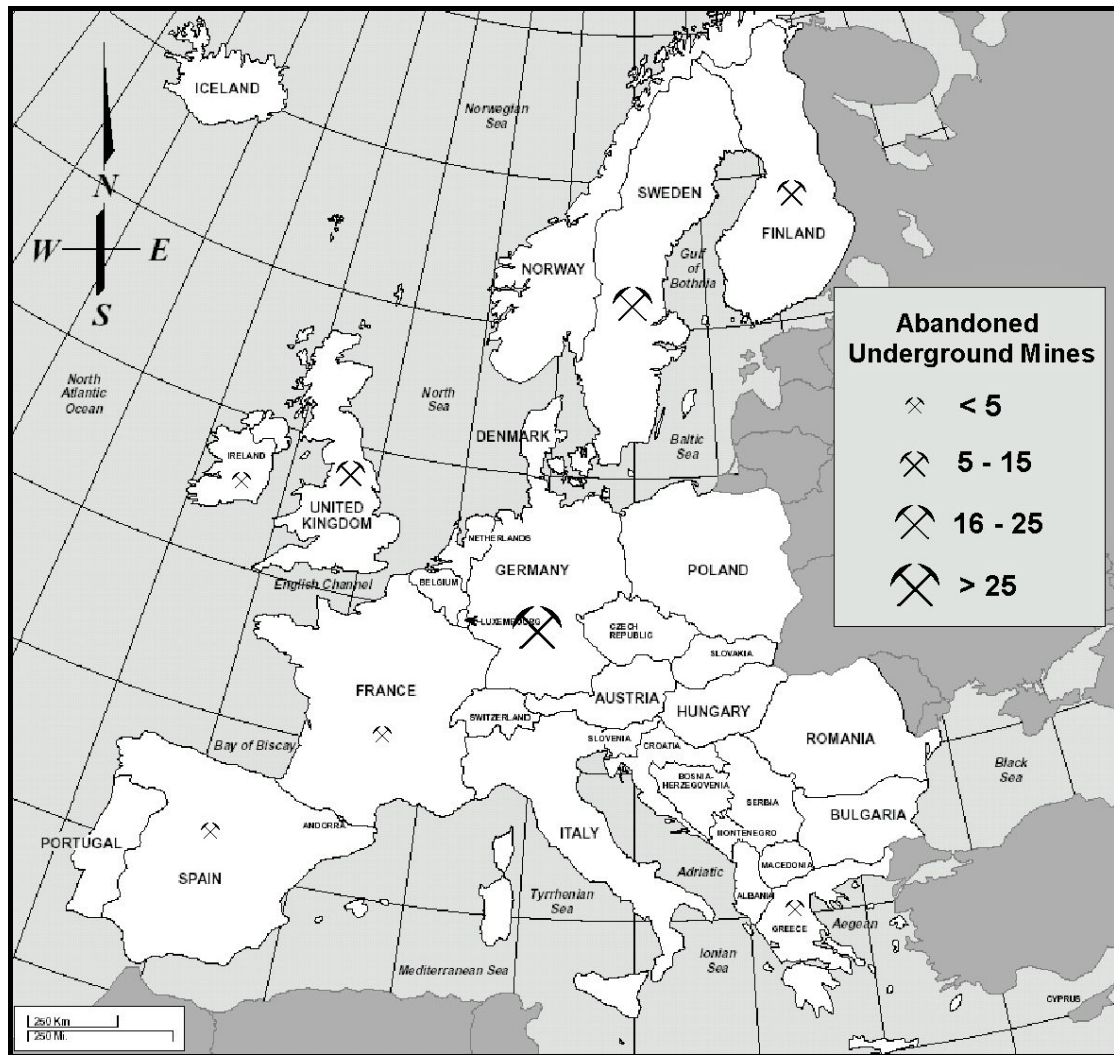 ICELAND
Norwegian
Sea
N
W
E
S
SWEDEN
FINLAND
NORWAY
Gulf
of
Bothnia
North
Atlantic
Ocean
North
Sea
DENMARK
Baltic
Sea
IRELAND
UNITED
KINGDOM
NETHERLANDS
English Channel
BELGIUM
GERMANY
POLAND
LUXEMBOURG
CZECH
REPUBLIC
SLOVAKIA
FRANCE
AUSTRIA
SWITZERLAND
HUNGARY
Bay of Biscay
SLOVENIA
CROATIA
ROMANIA
BOSNIA-
HERZEGOVENIA
Black
Sea
SERBIA
ANDORRA
ITALY
BULGARIA
MONTENEGRO
PORTUGAL
SPAIN
MACEDONIA
Adriatic
ALBANIA
Tyrrhenian
Sea
GREECE
Aegean
Ionian
Sea
Mediterranean Sea
CYPRUS
250 Km
250 Mi.
Abandoned
Underground Mines
< 5
5 - 15
16 - 25
> 25